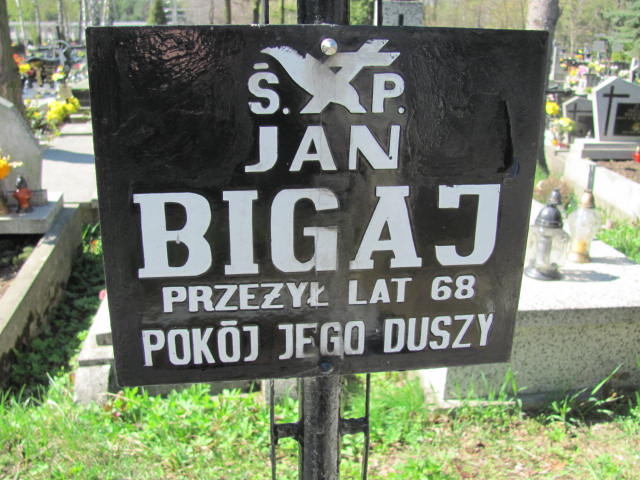 Ś. P.
JAN
BIGAJ
PRZEŻYŁ LAT 68
POKÓJ JEGO DUSZY